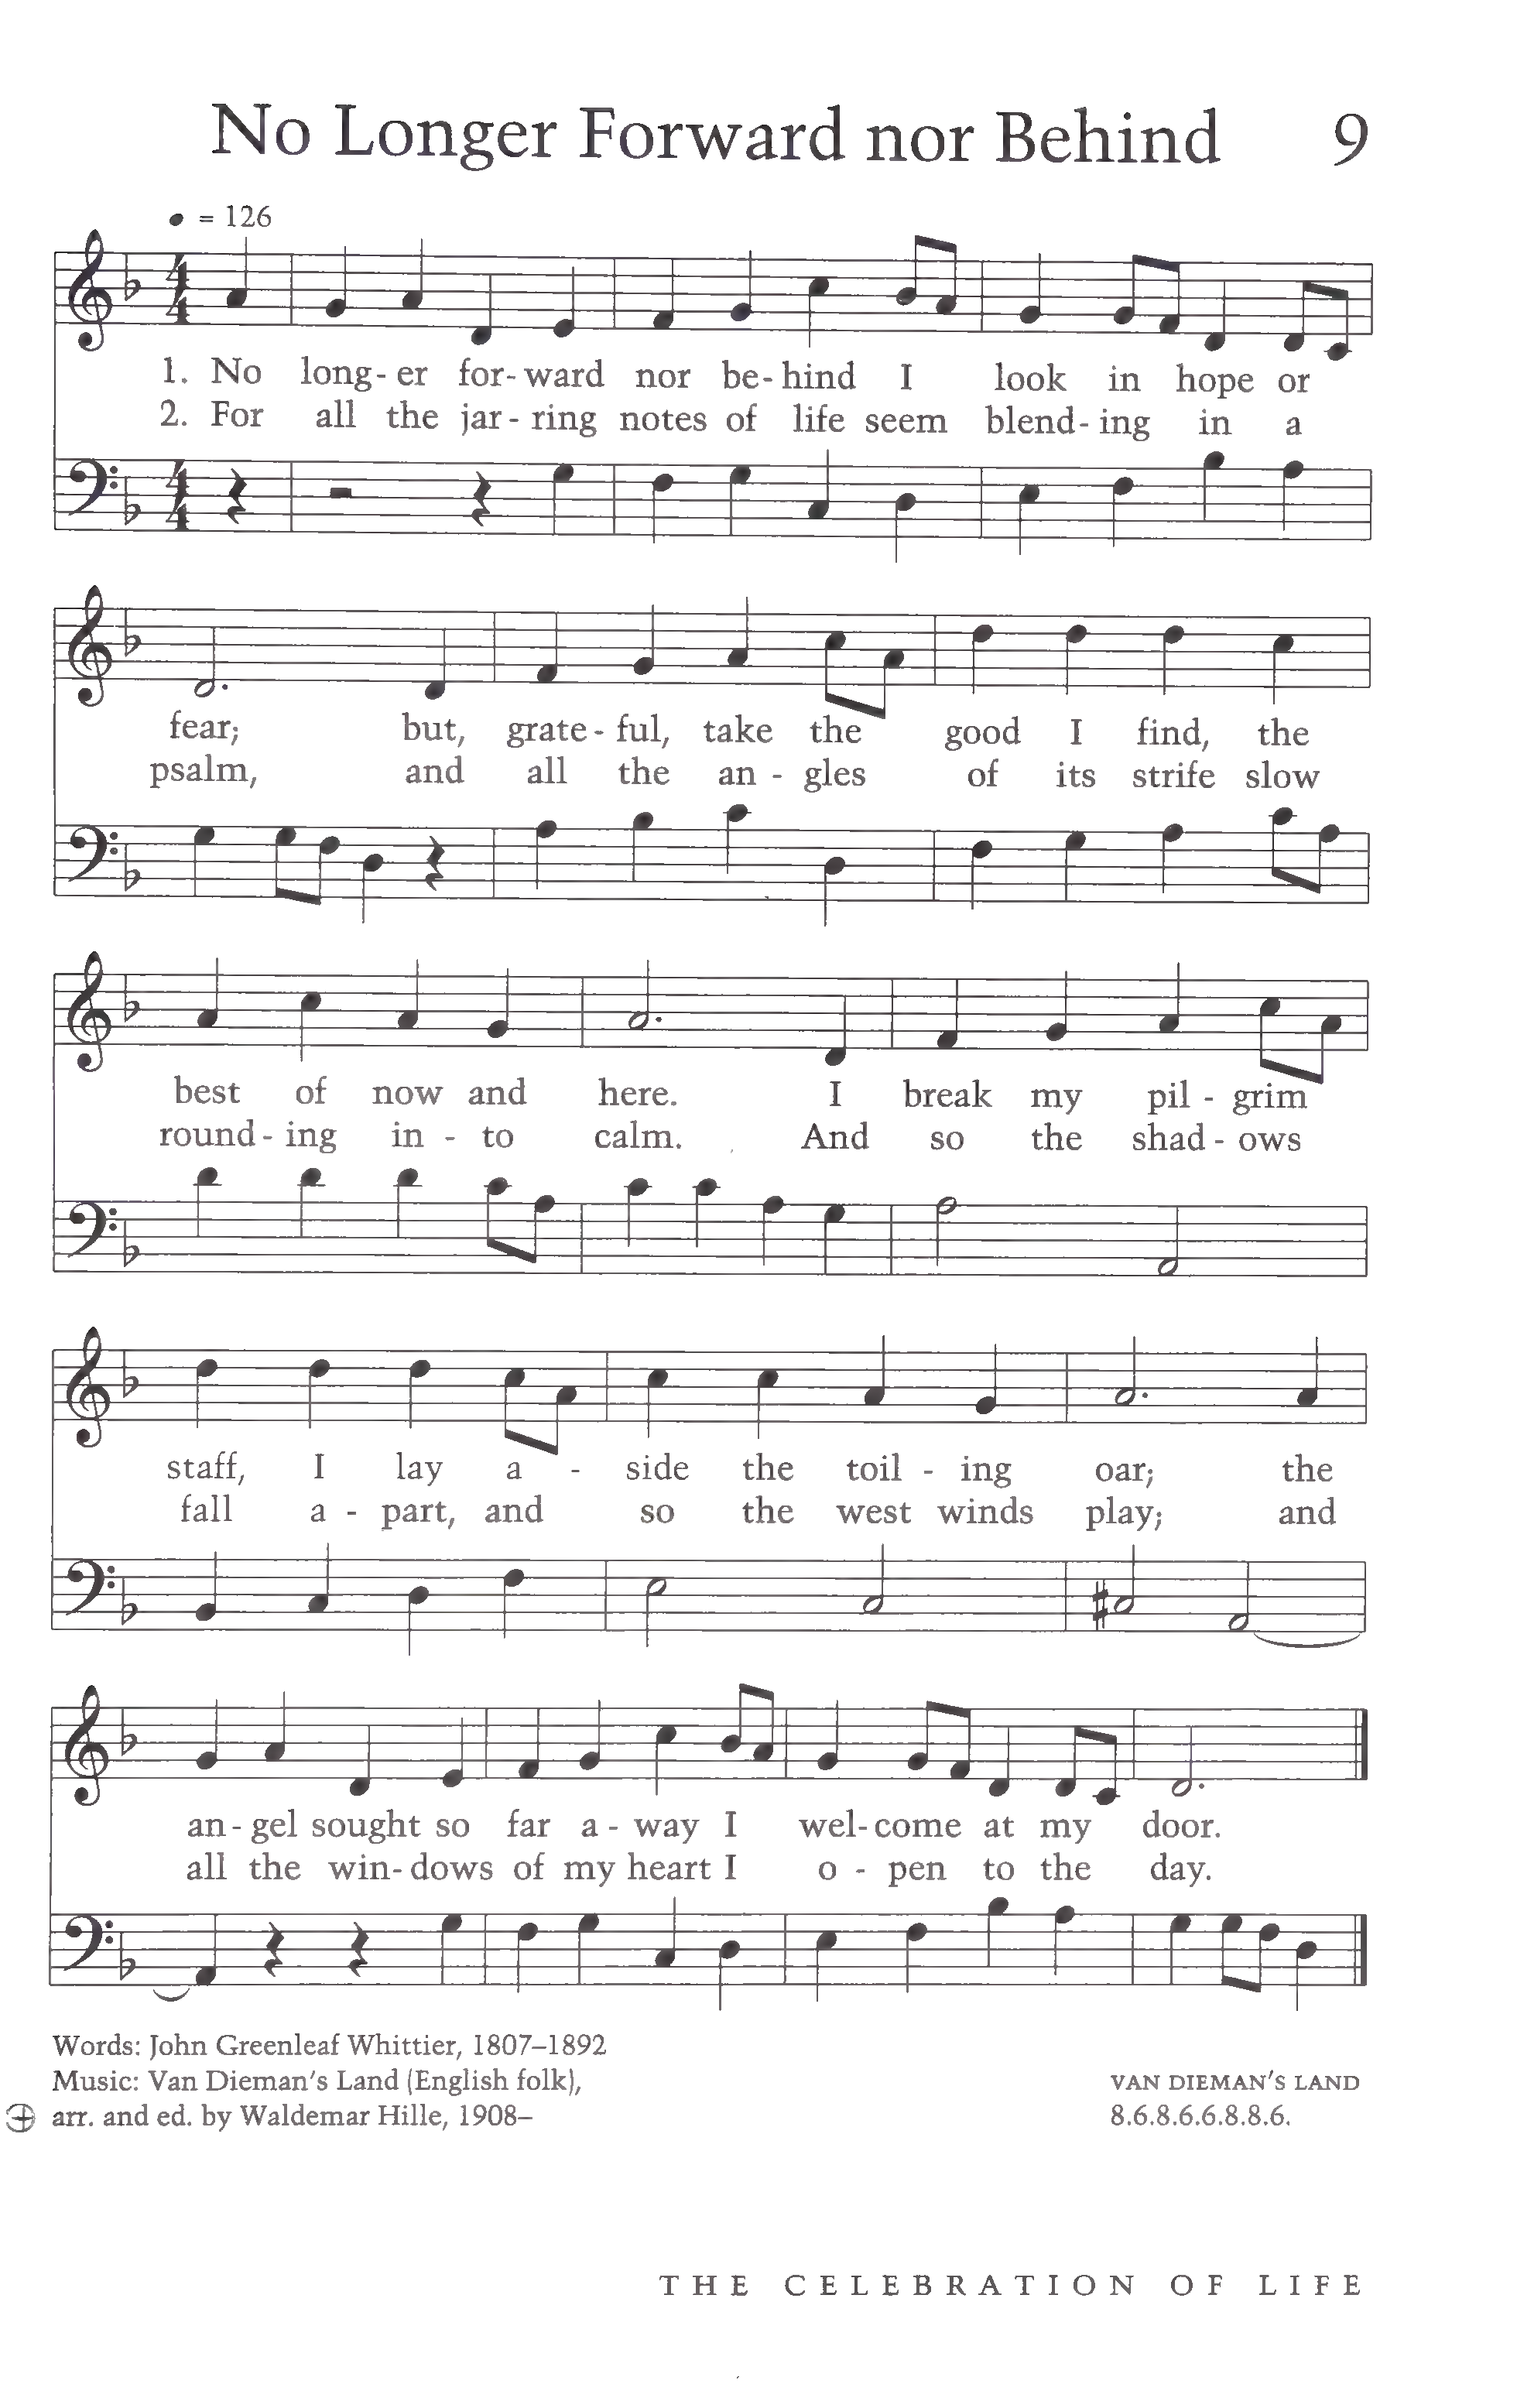 No Longer Forward nor Behind 9
= 126
1. No long- er for- ward nor be- hind I look in hope or
2. For all the jar - ring notes of life seem blend- ing in a
fear; but, grate - ful, take the good I find, the
psalm, and all the an - gles of its strife slow
best of now and here. I break my pil - grim
round- ing in - to calm. And so the shad - ows
staff, I lay a - side the toil - ing oar; the
fall a - part, and so the west winds play; and
an- gel sought so far a - way I wel- come at my door.
all the win- dows of my heart I o - pen to the day.
Words: John Greenleaf Whittier, 1807–1892
Music: Van Dieman's Land (English folk),
arr. and ed. by Waldemar Hille, 1908–
VAN DIEMAN'S LAND
8.6.8.6.6.8.8.6.
THE CELEBRATION OF LIFE